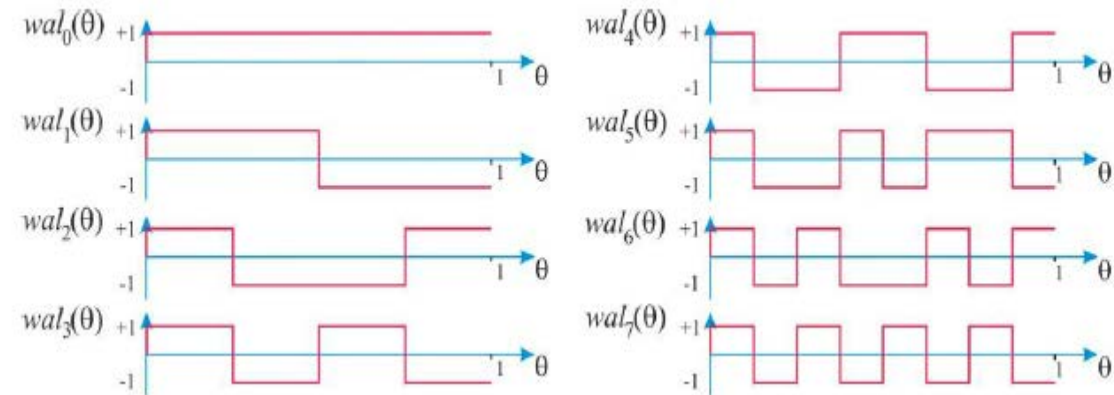 wal₀(θ) +1 -1 1 θ
wal₁(θ) +1 -1 1 θ
wal₂(θ) +1 -1 1 θ
wal₃(θ) +1 -1 1 θ
wal₄(θ) +1 -1 1 θ
wal₅(θ) +1 -1 1 θ
wal₆(θ) +1 -1 1 θ
wal₇(θ) +1 -1 1 θ